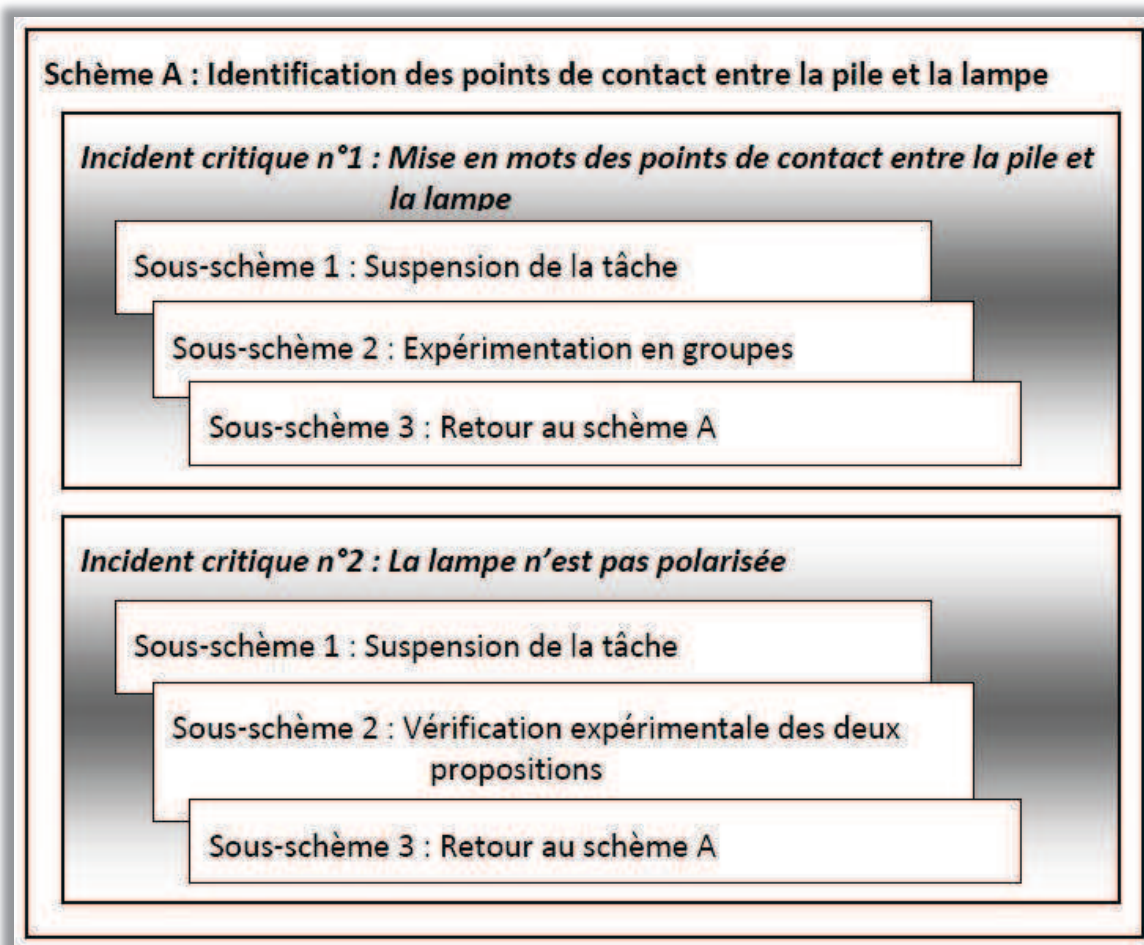 Schème A : Identification des points de contact entre la pile et la lampe
Incident critique n°1 : Mise en mots des points de contact entre la pile et
la lampe
Sous-schème 1 : Suspension de la tâche
Sous-schème 2 : Expérimentation en groupes
Sous-schème 3 : Retour au schème A
Incident critique n°2 : La lampe n’est pas polarisée
Sous-schème 1 : Suspension de la tâche
Sous-schème 2 : Vérification expérimentale des deux
propositions
Sous-schème 3 : Retour au schème A